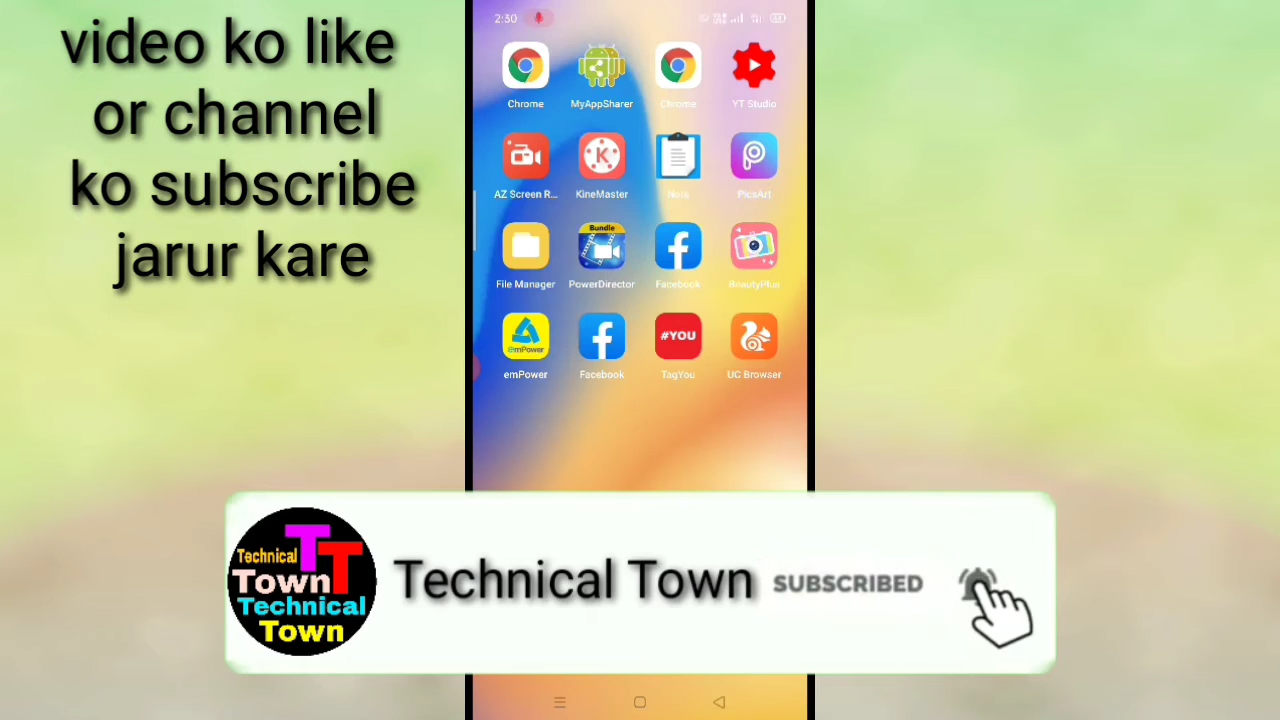 video ko like
or channel
ko subscribe
jarur kare
2:30
Chrome
MyAppSharer
Chrome
YT Studio
AZ Screen R...
KineMaster
Note
PicsArt
Bundle
File Manager
PowerDirector
Facebook
BeautyPlus
@mPower
#YOU
emPower
Facebook
TagYou
UC Browser
TT
Technical
Town
Technical
Town
Technical Town
SUBSCRIBED